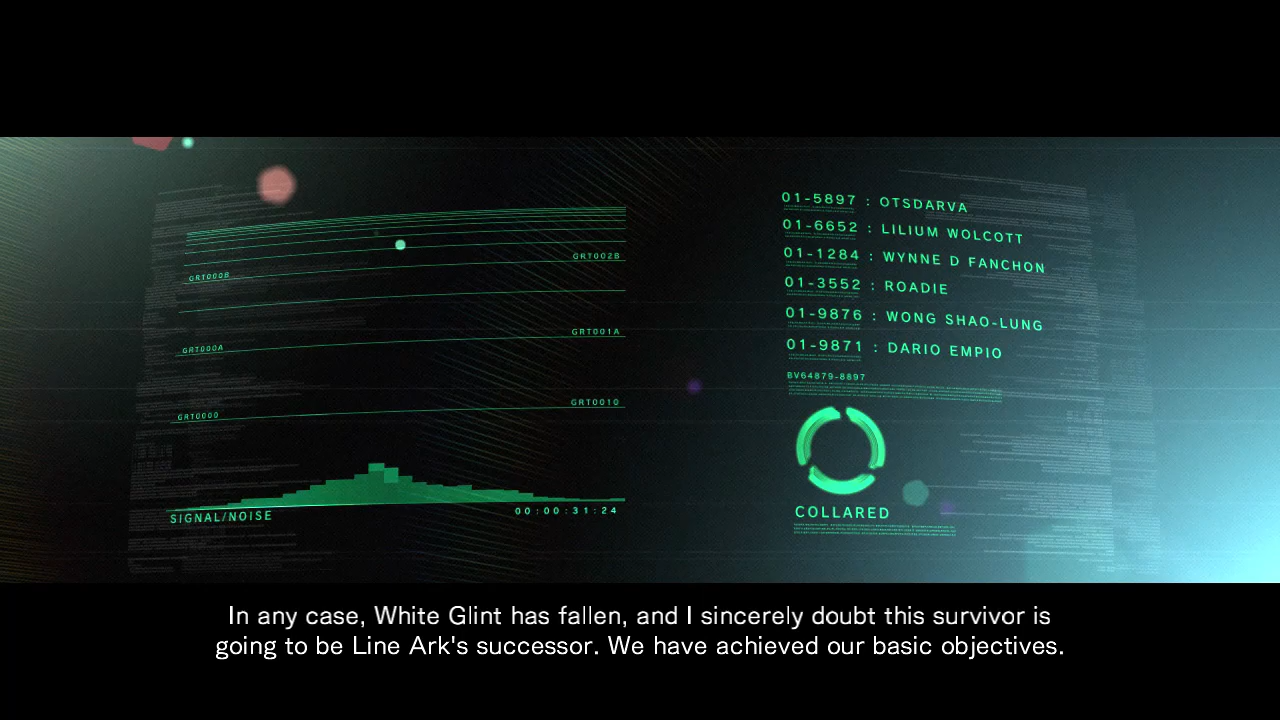 01-5897 : OTSDARVA
01-6652 : LILIUM WOLCOTT
01-1284 : WYNNE D FANCHON
01-3552 : ROADIE
01-9876 : WONG SHAO-LUNG
01-9871 : DARIO EMPIO
BV64879-8897
COLLARED
GRT002B
GRT000B
GRT001A
GRT000A
GRT0010
GRT0000
SIGNAL/NOISE
00:00:31:24
In any case, White Glint has fallen, and I sincerely doubt this survivor is
going to be Line Ark's successor. We have achieved our basic objectives.